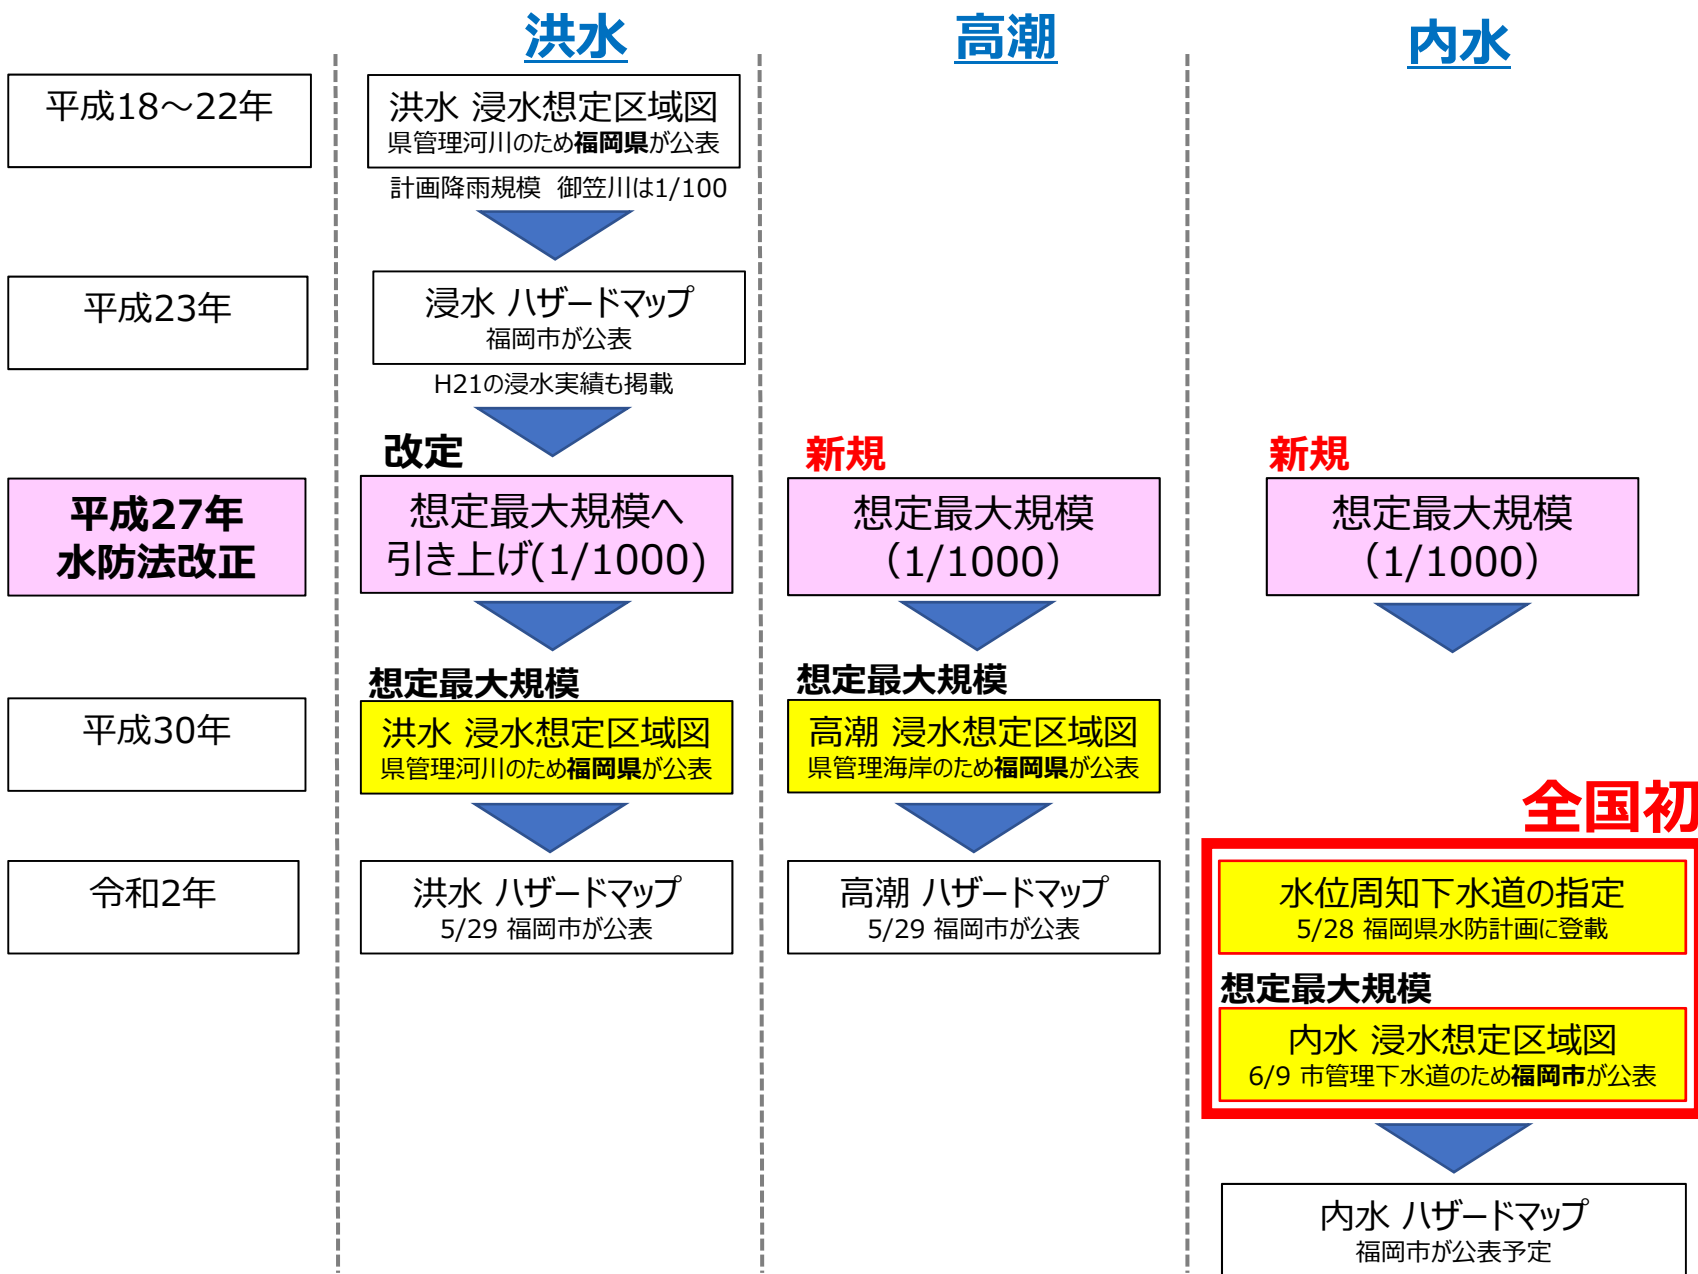 洪水
高潮
内水
平成18～22年
洪水 浸水想定区域図
県管理河川のため福岡県が公表
計画降雨規模 御笠川は1/100
平成23年
浸水 ハザードマップ
福岡市が公表
H21の浸水実績も掲載
改定
新規
新規
平成27年
水防法改正
想定最大規模へ
引き上げ(1/1000)
想定最大規模
（1/1000）
想定最大規模
（1/1000）
想定最大規模
想定最大規模
平成30年
洪水 浸水想定区域図
県管理河川のため福岡県が公表
高潮 浸水想定区域図
県管理海岸のため福岡県が公表
全国初
令和2年
洪水 ハザードマップ
5/29 福岡市が公表
高潮 ハザードマップ
5/29 福岡市が公表
水位周知下水道の指定
5/28 福岡県水防計画に登載
想定最大規模
内水 浸水想定区域図
6/9 市管理下水道のため福岡市が公表
内水 ハザードマップ
福岡市が公表予定